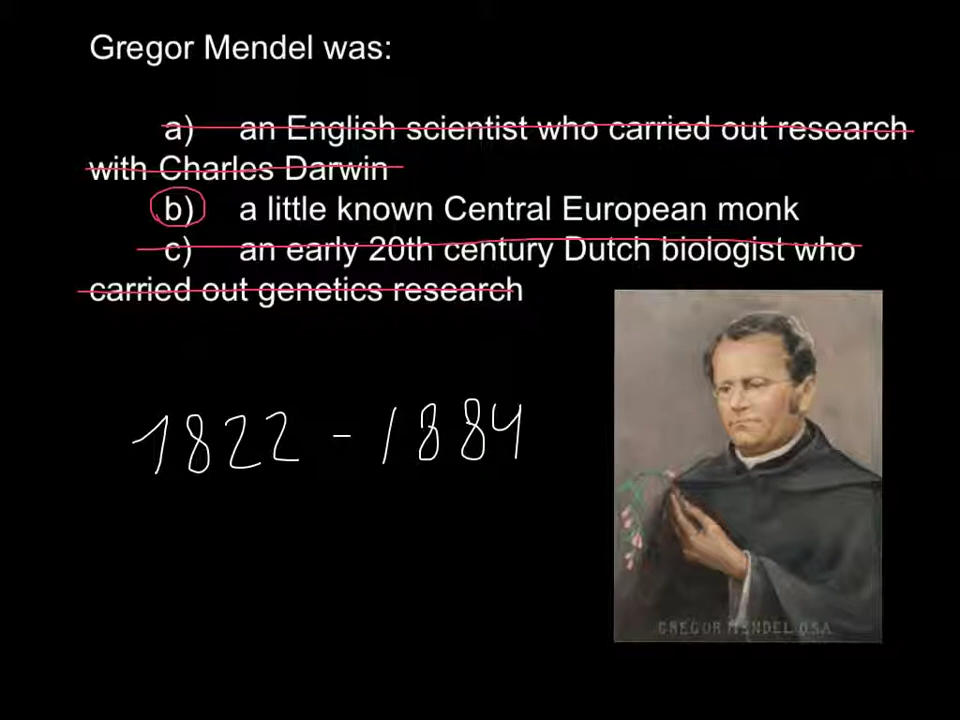 Gregor Mendel was:
a) an English scientist who carried out research
with Charles Darwin
b) a little known Central European monk
c) an early 20th century Dutch biologist who
carried out genetics research
1822 - 1884
GREGOR MENDEL O.S.A.